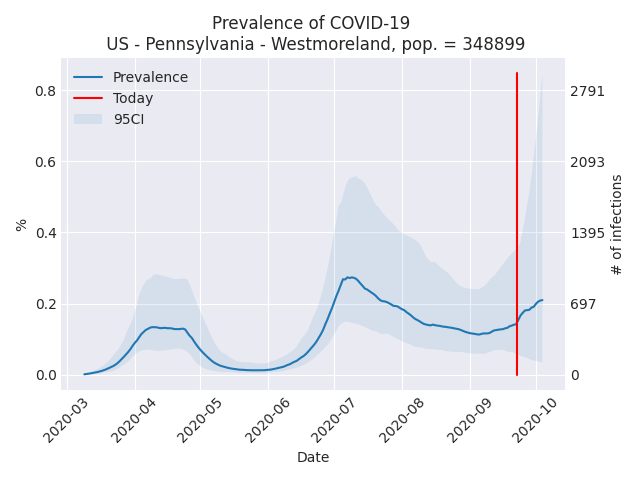 Prevalence of COVID-19
US - Pennsylvania - Westmoreland, pop. = 348899
Prevalence
Today
95CI
0.8
0.6
0.4
0.2
0.0
%
2791
2093
1395
697
0
# of infections
2020-03
2020-04
2020-05
2020-06
2020-07
2020-08
2020-09
2020-10
Date